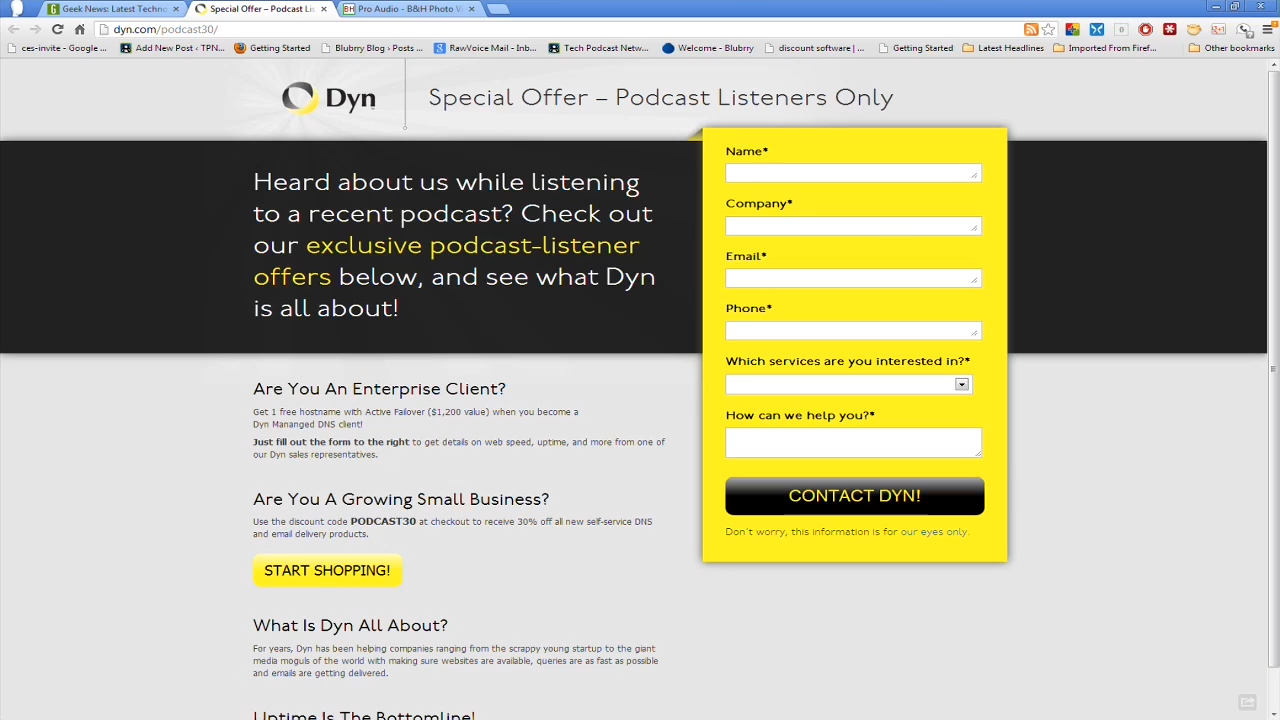 Geek News: Latest Techno
Special Offer – Podcast Lis
Pro Audio - B&H Photo V
dyn.com/podcast30/
ces-invite - Google ...
Add New Post ‹ TPN...
Getting Started
Blubrry Blog › Posts ...
RawVoice Mail - Inb...
Tech Podcast Netw...
Welcome - Blubrry
discount software | ...
Getting Started
Latest Headlines
Imported From Firef...
Other bookmarks
Dyn
Special Offer – Podcast Listeners Only
Heard about us while listening
to a recent podcast? Check out
our exclusive podcast-listener
offers below, and see what Dyn
is all about!
Name*
Company*
Email*
Phone*
Which services are you interested in?*
How can we help you?*
CONTACT DYN!
Don't worry, this information is for our eyes only.
Are You An Enterprise Client?
Get 1 free hostname with Active Failover ($1,200 value) when you become a
Dyn Mananged DNS client!
Just fill out the form to the right to get details on web speed, uptime, and more from one of
our Dyn sales representatives.
Are You A Growing Small Business?
Use the discount code PODCAST30 at checkout to receive 30% off all new self-service DNS
and email delivery products.
START SHOPPING!
What Is Dyn All About?
For years, Dyn has been helping companies ranging from the scrappy young startup to the giant
media moguls of the world with making sure websites are available, queries are as fast as possible
and emails are getting delivered.
Uptime Is The Bottomline!